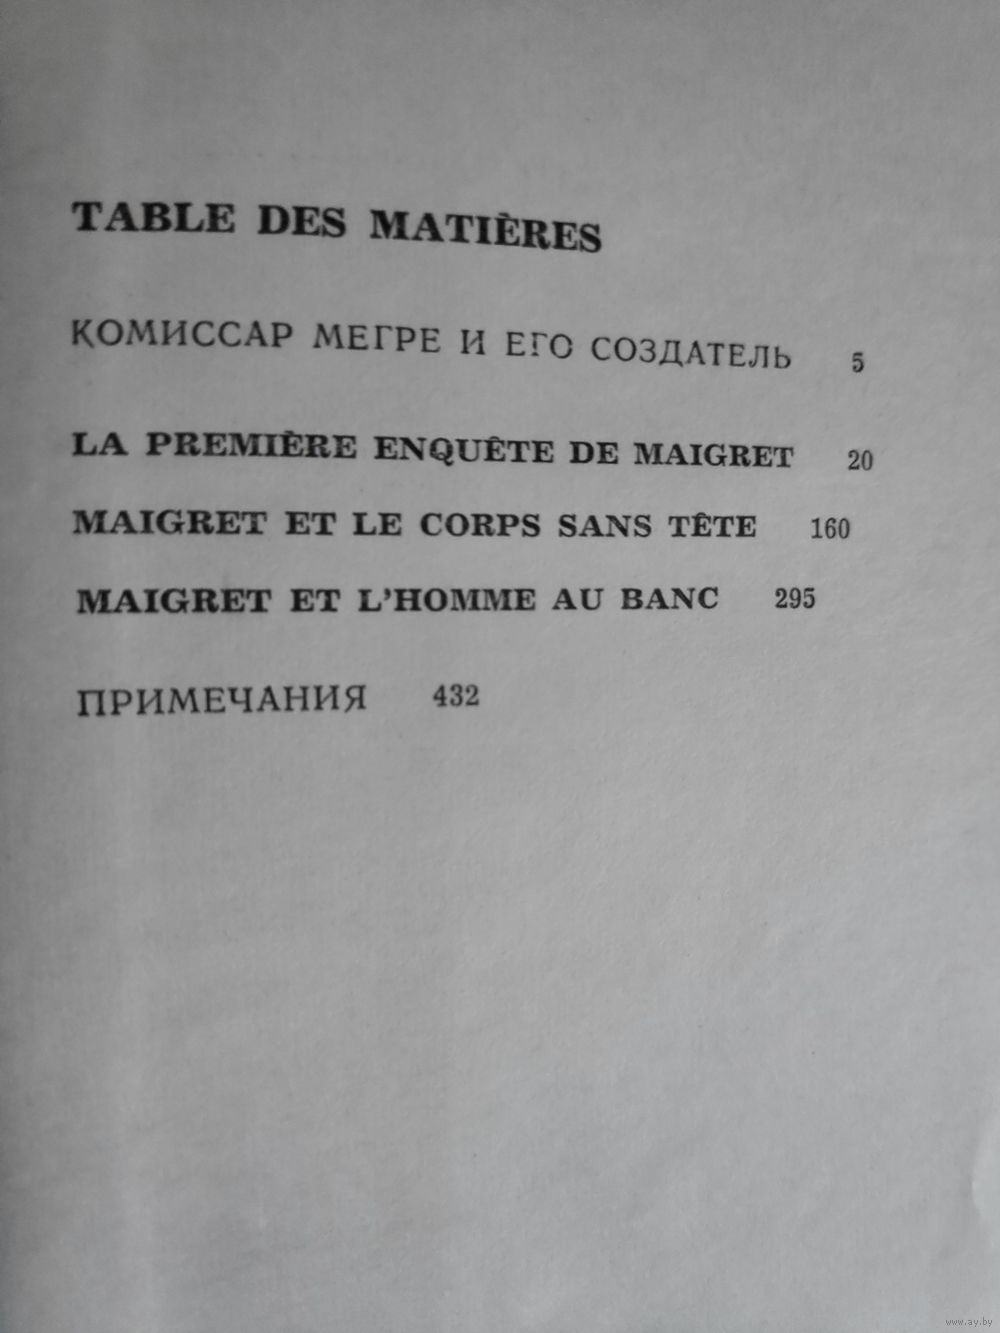 TABLE DES MATIÈRES
КОМИССАР МЕГРЕ И ЕГО СОЗДАТЕЛЬ 5
LA PREMIÈRE ENQUÊTE DE MAIGRET 20
MAIGRET ET LE CORPS SANS TÊTE 160
MAIGRET ET L'HOMME AU BANC 295
ПРИМЕЧАНИЯ 432
www.ay.by